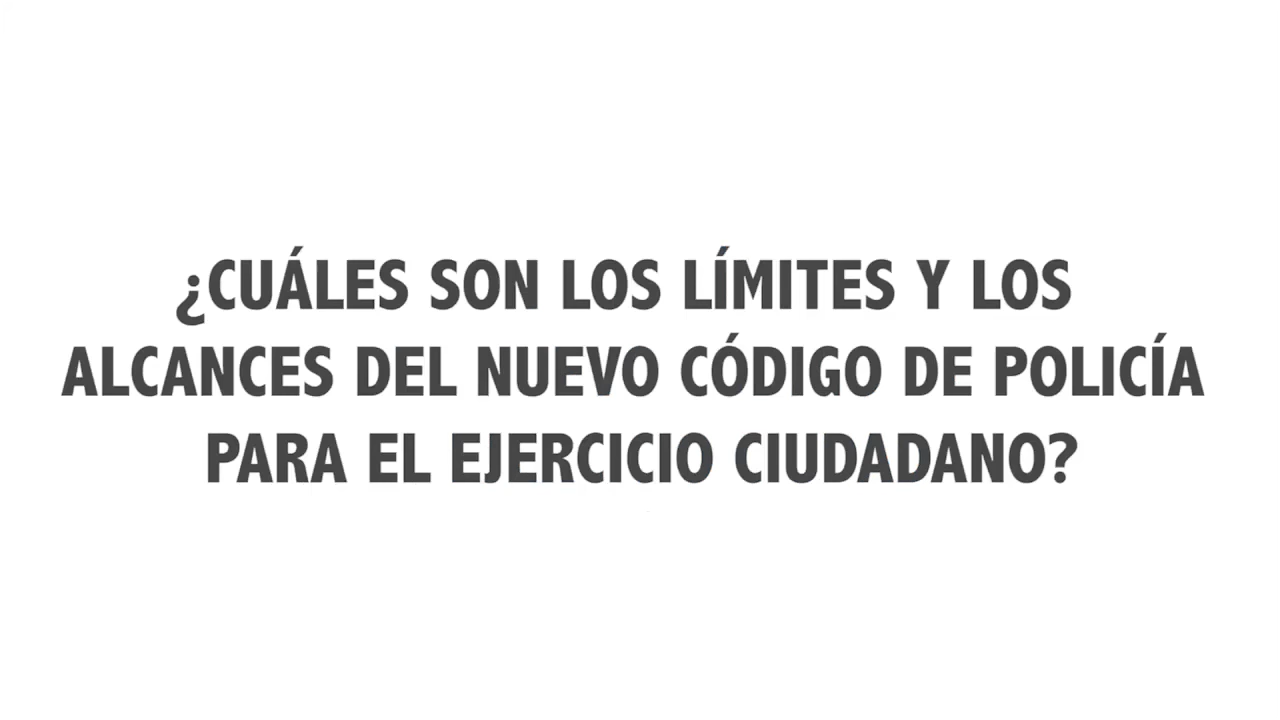 ¿CUÁLES SON LOS LÍMITES Y LOS
ALCANCES DEL NUEVO CÓDIGO DE POLICÍA
PARA EL EJERCICIO CIUDADANO?